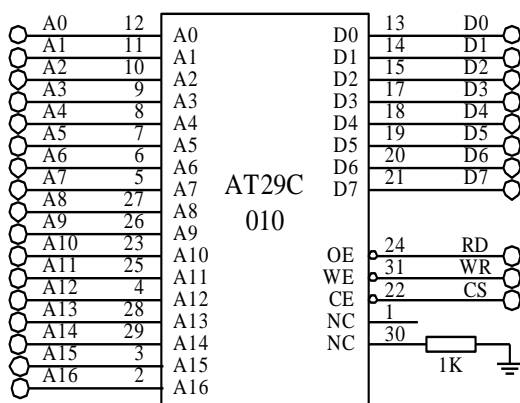 A0 12 A0 D0 13 D0
A1 11 A1 D1 14 D1
A2 10 A2 D2 15 D2
A3 9 A3 D3 17 D3
A4 8 A4 D4 18 D4
A5 7 A5 D5 19 D5
A6 6 A6 D6 20 D6
A7 5 A7 D7 21 D7
AT29C
A8 27 A8
010
A9 26 A9
A10 23 A10 OE 24 RD
A11 25 A11 WE 31 WR
A12 4 A12 CE 22 CS
A13 28 A13 NC 1
A14 29 A14 NC 30
A15 3 A15 1K
A16 2 A16